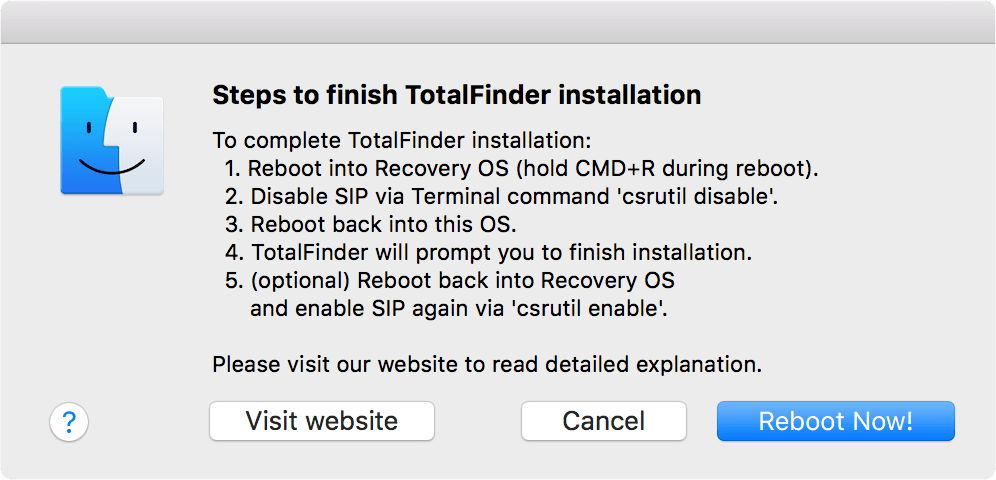 Steps to finish TotalFinder installation
To complete TotalFinder installation:
1. Reboot into Recovery OS (hold CMD+R during reboot).
2. Disable SIP via Terminal command 'csrutil disable'.
3. Reboot back into this OS.
4. TotalFinder will prompt you to finish installation.
5. (optional) Reboot back into Recovery OS
and enable SIP again via 'csrutil enable'.
Please visit our website to read detailed explanation.
?
Visit website
Cancel
Reboot Now!